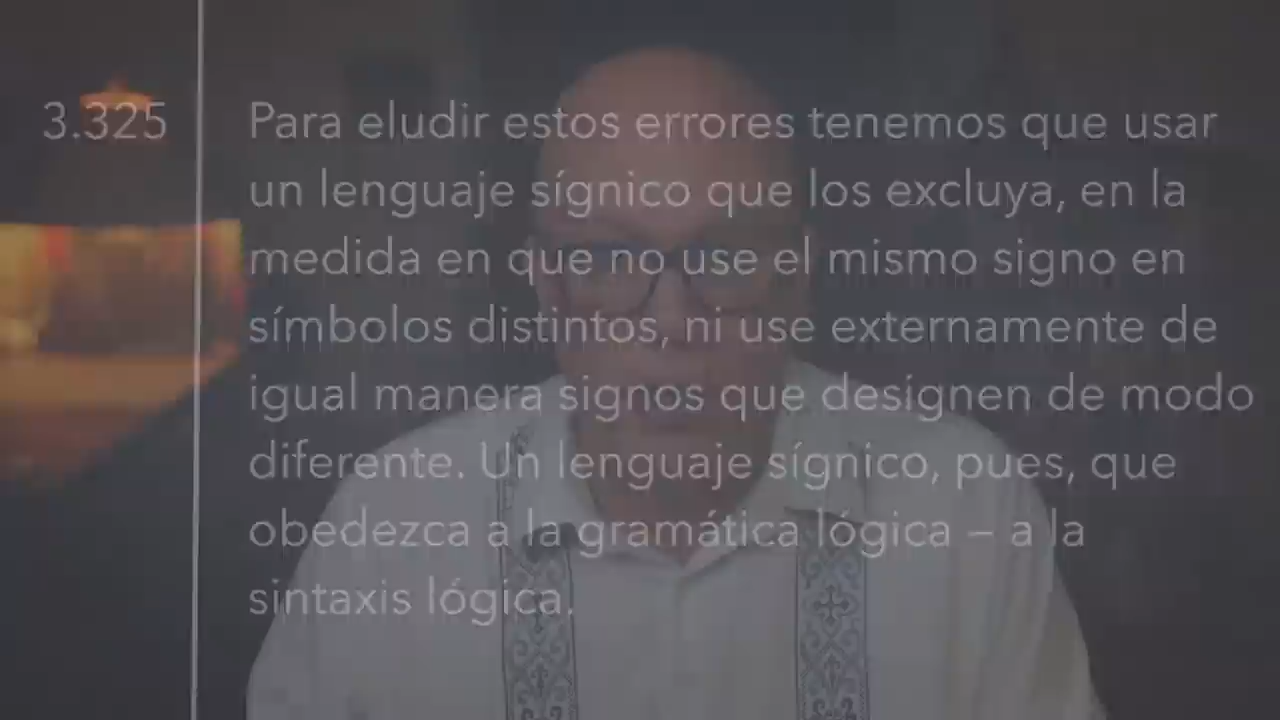 3.325
Para eludir estos errores tenemos que usar
un lenguaje sígnico que los excluya, en la
medida en que no use el mismo signo en
símbolos distintos, ni use externamente de
igual manera signos que designen de modo
diferente. Un lenguaje sígnico, pues, que
obedezca a la gramática lógica – a la
sintaxis lógica.